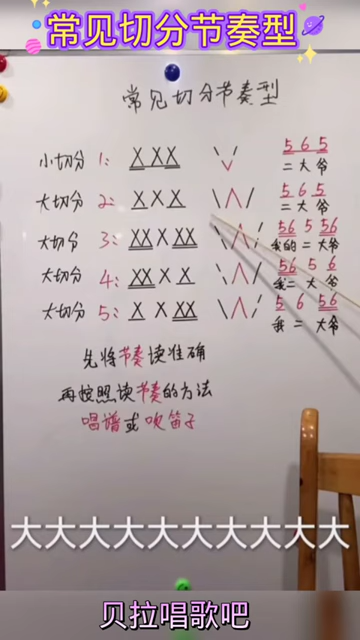 常见切分节奏型
常见切分节奏型
小切分 1: X X X 5 6 5
二 大 爷
大切分 2: X X X 5 6 5
二 大 爷
大切分 3: XX X XX 56 5 56
我的 二 大爷
大切分 4: XX X X 56 5 6
我二 大 爷
大切分 5: X X XX 5 6 56
我 二 大爷
先将节奏读准确
再按照读节奏的方法
唱谱或吹笛子
大大大大大大大大大大
贝拉唱歌吧